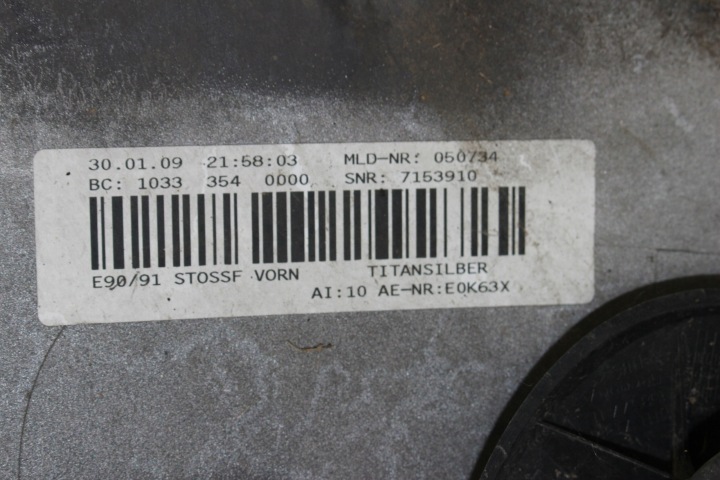 30.01.09 21:58:03 MLD-NR: 050734
BC: 1033 354 0000 SNR: 7153910
E90/91 STOSSF VORN TITANSILBER
AI:10 AE-NR:E0K63X